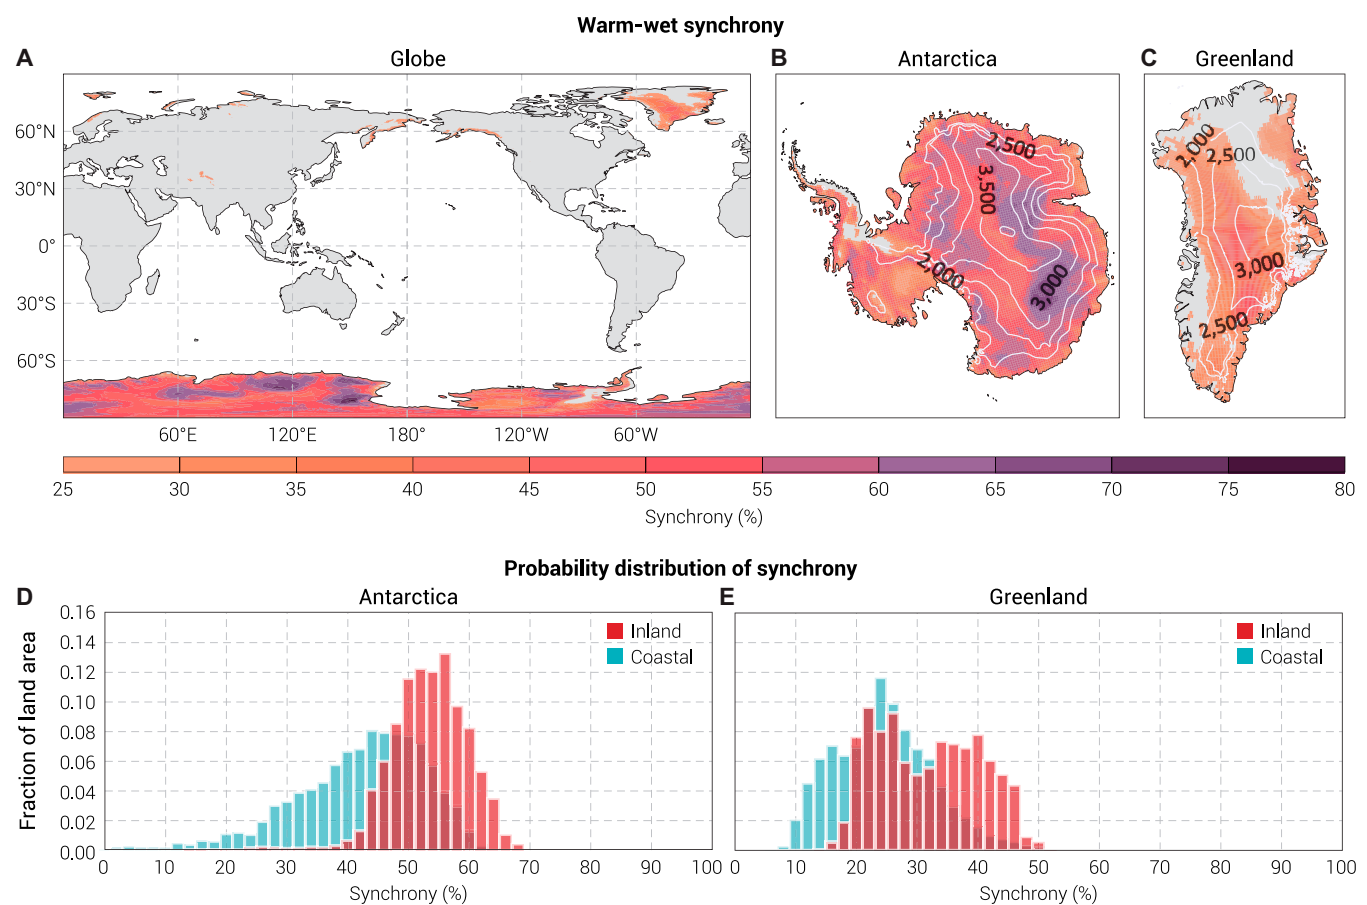 Warm-wet synchrony
A Globe B Antarctica C Greenland
60°N
30°N
0°
30°S
60°S
60°E 120°E 180° 120°W 60°W
2,500
3,500
2,000
3,000
2,000
2,500
3,000
2,500
25 30 35 40 45 50 55 60 65 70 75 80
Synchrony (%)
Probability distribution of synchrony
D Antarctica E Greenland
Fraction of land area
0.16
0.14
0.12
0.10
0.08
0.06
0.04
0.02
0.00
Inland
Coastal
Inland
Coastal
0 10 20 30 40 50 60 70 80 90 100
0 10 20 30 40 50 60 70 80 90 100
Synchrony (%) Synchrony (%)